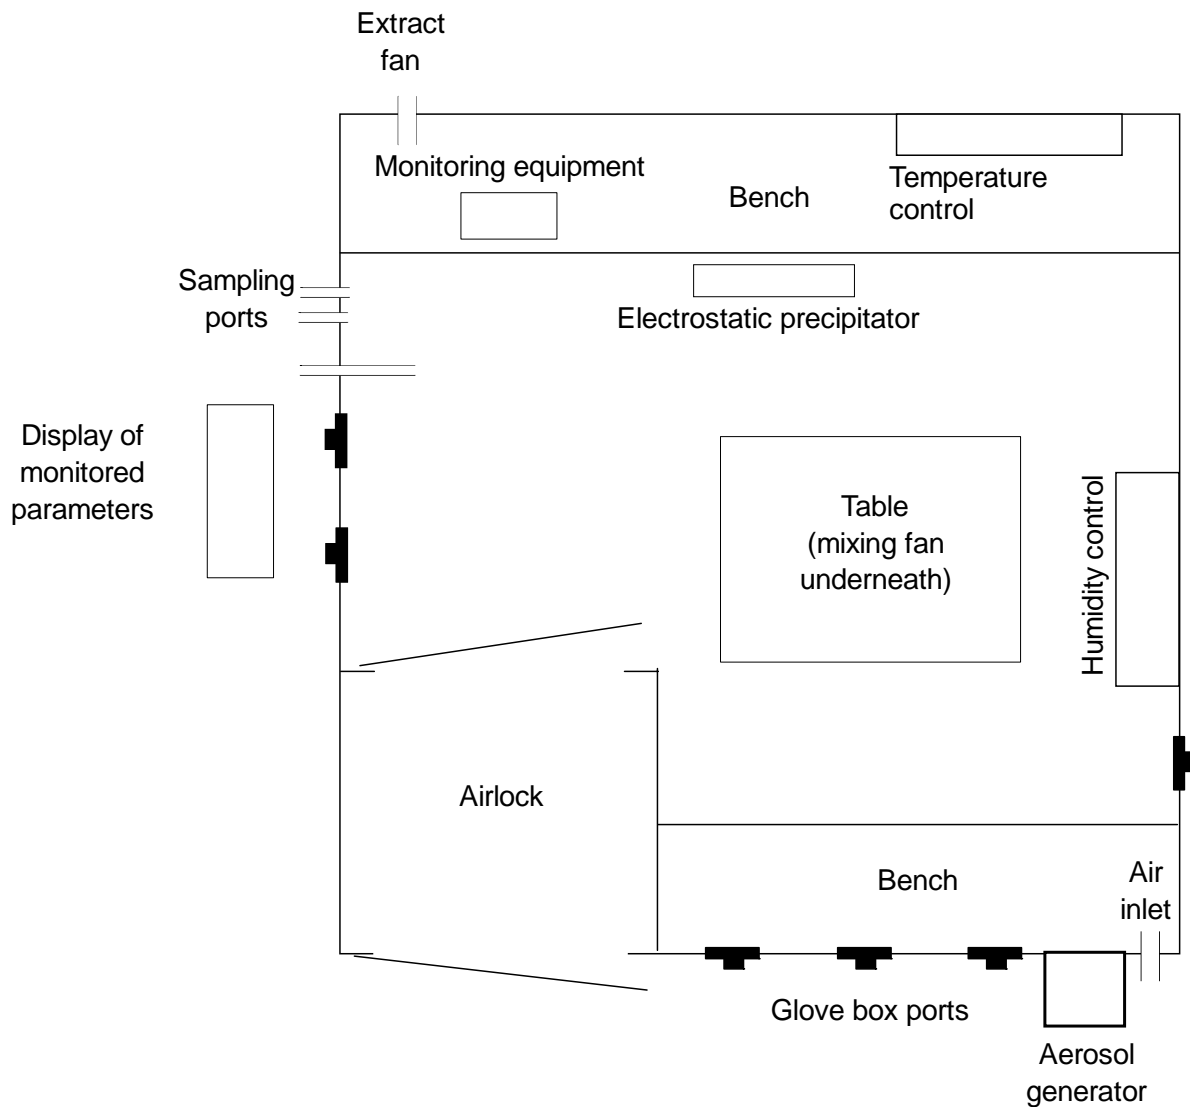 Extract
fan
Monitoring equipment
Bench
Temperature
control
Sampling
ports
Electrostatic precipitator
Display of
monitored
parameters
Table
(mixing fan
underneath)
Humidity control
Airlock
Bench
Air
inlet
Glove box ports
Aerosol
generator